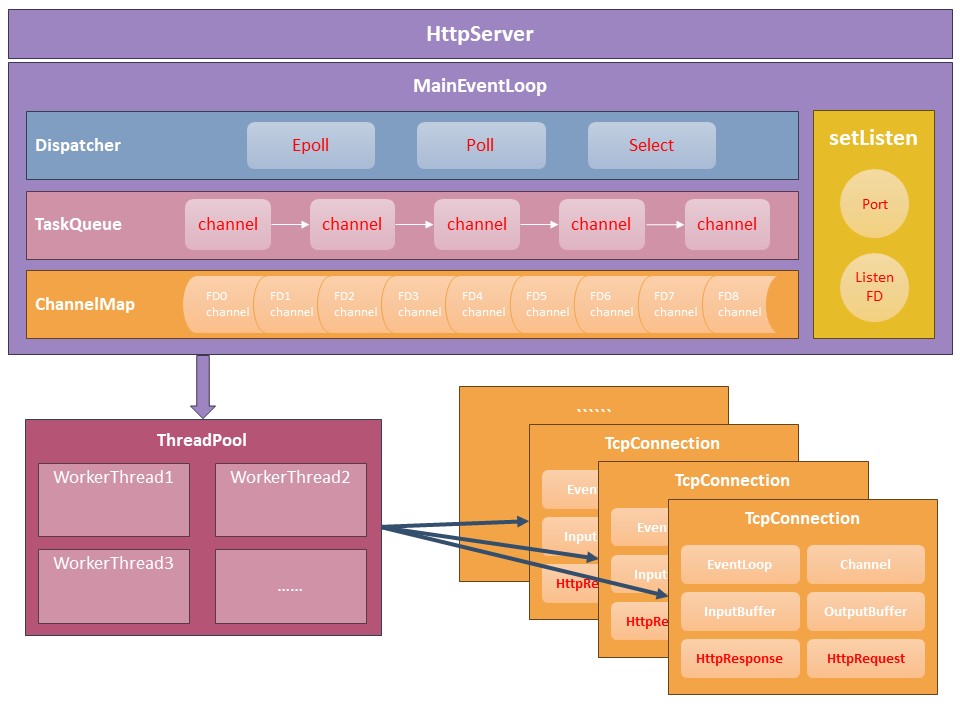 HttpServer
MainEventLoop
Dispatcher
Epoll
Poll
Select
TaskQueue
channel
channel
channel
channel
channel
ChannelMap
FD0
channel
FD1
channel
FD2
channel
FD3
channel
FD4
channel
FD5
channel
FD6
channel
FD7
channel
FD8
channel
setListen
Port
Listen
FD
ThreadPool
WorkerThread1
WorkerThread2
WorkerThread3
......
``````
TcpConnection
Even
Input
HttpRe
TcpConnection
Even
Input
HttpRe
TcpConnection
EventLoop
Channel
InputBuffer
OutputBuffer
HttpResponse
HttpRequest